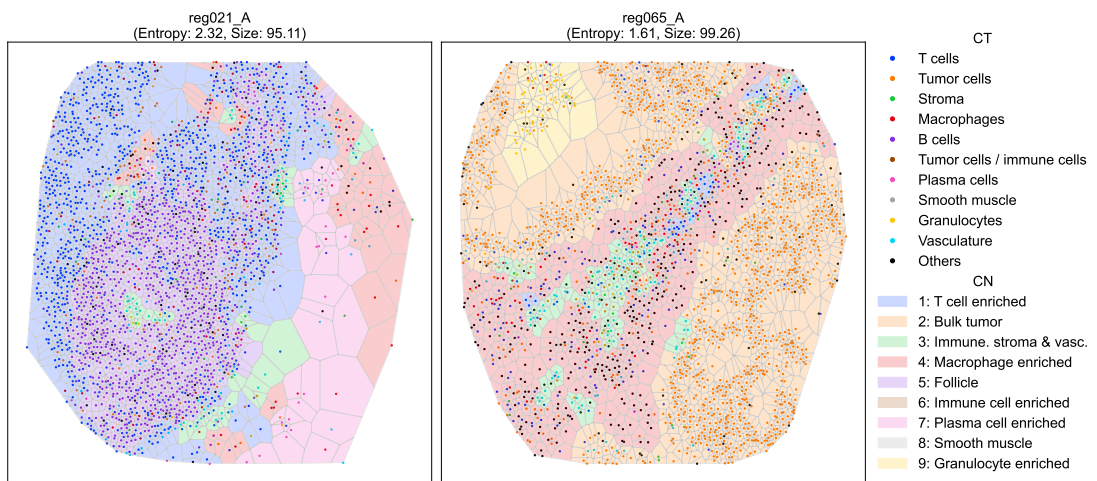 reg021_A
(Entropy: 2.32, Size: 95.11)
reg065_A
(Entropy: 1.61, Size: 99.26)
CT
T cells
Tumor cells
Stroma
Macrophages
B cells
Tumor cells / immune cells
Plasma cells
Smooth muscle
Granulocytes
Vasculature
Others
CN
1: T cell enriched
2: Bulk tumor
3: Immune. stroma & vasc.
4: Macrophage enriched
5: Follicle
6: Immune cell enriched
7: Plasma cell enriched
8: Smooth muscle
9: Granulocyte enriched